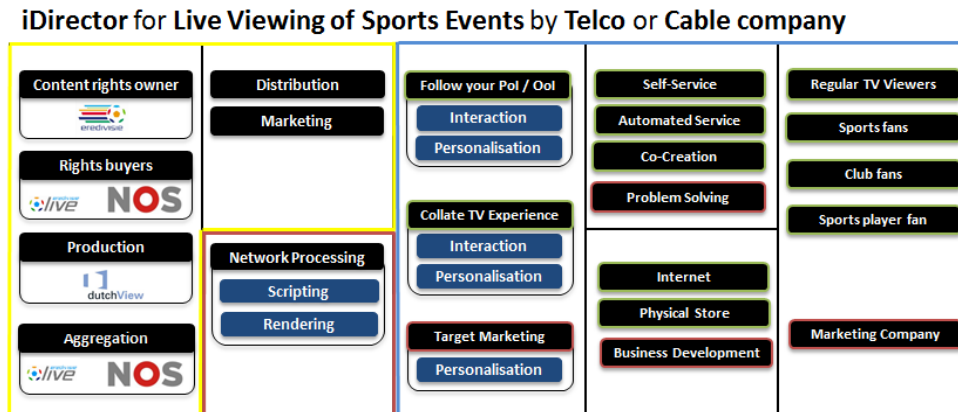 iDirector for Live Viewing of Sports Events by Telco or Cable company
Content rights owner
eredivisie
Rights buyers
live NOS
Production
dutchView
Aggregation
live NOS
Distribution
Marketing
Network Processing
Scripting
Rendering
Follow your PoI / OoI
Interaction
Personalisation
Collate TV Experience
Interaction
Personalisation
Target Marketing
Personalisation
Self-Service
Automated Service
Co-Creation
Problem Solving
Internet
Physical Store
Business Development
Regular TV Viewers
Sports fans
Club fans
Sports player fan
Marketing Company